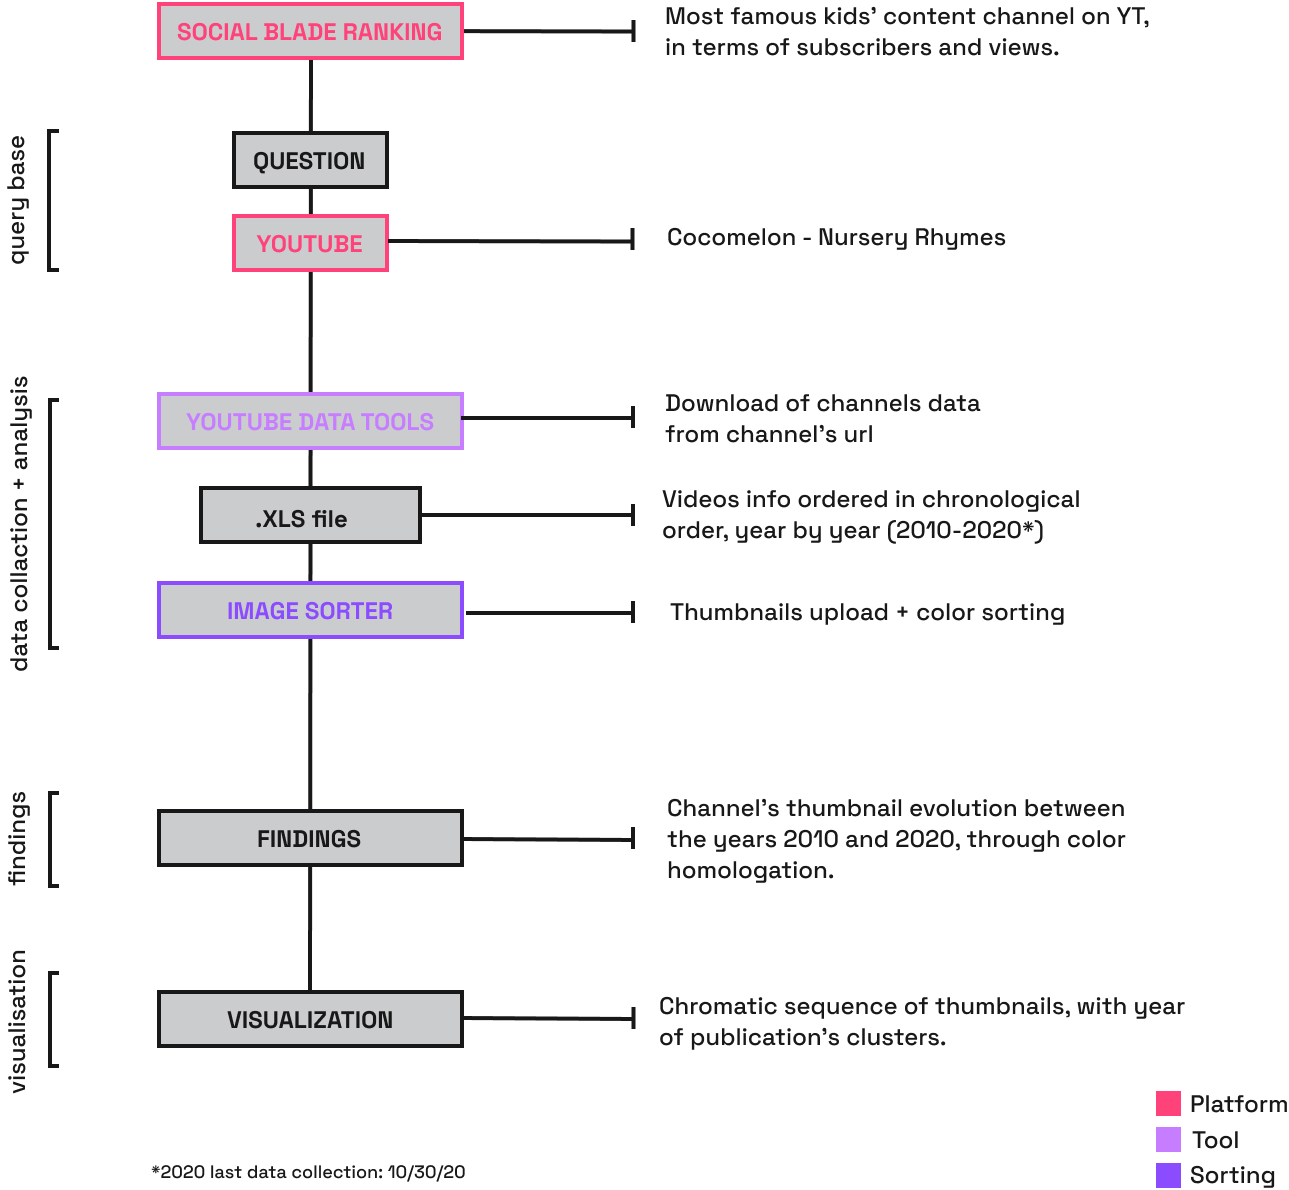 SOCIAL BLADE RANKING
Most famous kids' content channel on YT,
in terms of subscribers and views.
query base
QUESTION
YOUTUBE
Cocomelon - Nursery Rhymes
data collaction + analysis
YOUTUBE DATA TOOLS
Download of channels data
from channel's url
.XLS file
Videos info ordered in chronological
order, year by year (2010-2020*)
IMAGE SORTER
Thumbnails upload + color sorting
findings
FINDINGS
Channel's thumbnail evolution between
the years 2010 and 2020, through color
homologation.
visualisation
VISUALIZATION
Chromatic sequence of thumbnails, with year
of publication's clusters.
Platform
Tool
Sorting
*2020 last data collection: 10/30/20